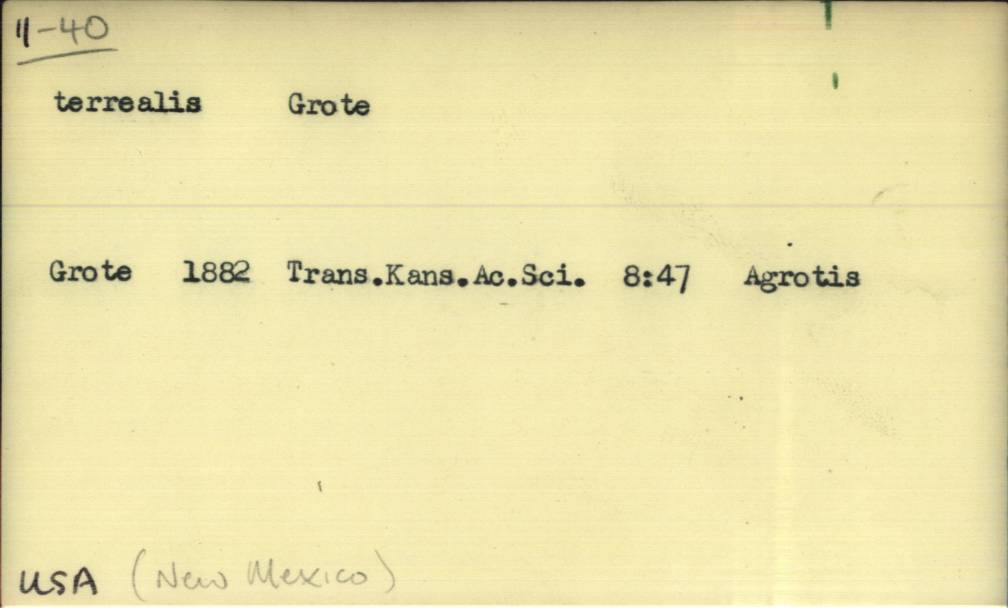 11-40
terrealis Grote
Grote 1882 Trans.Kans.Ac.Sci. 8:47 Agrotis
USA (New Mexico)